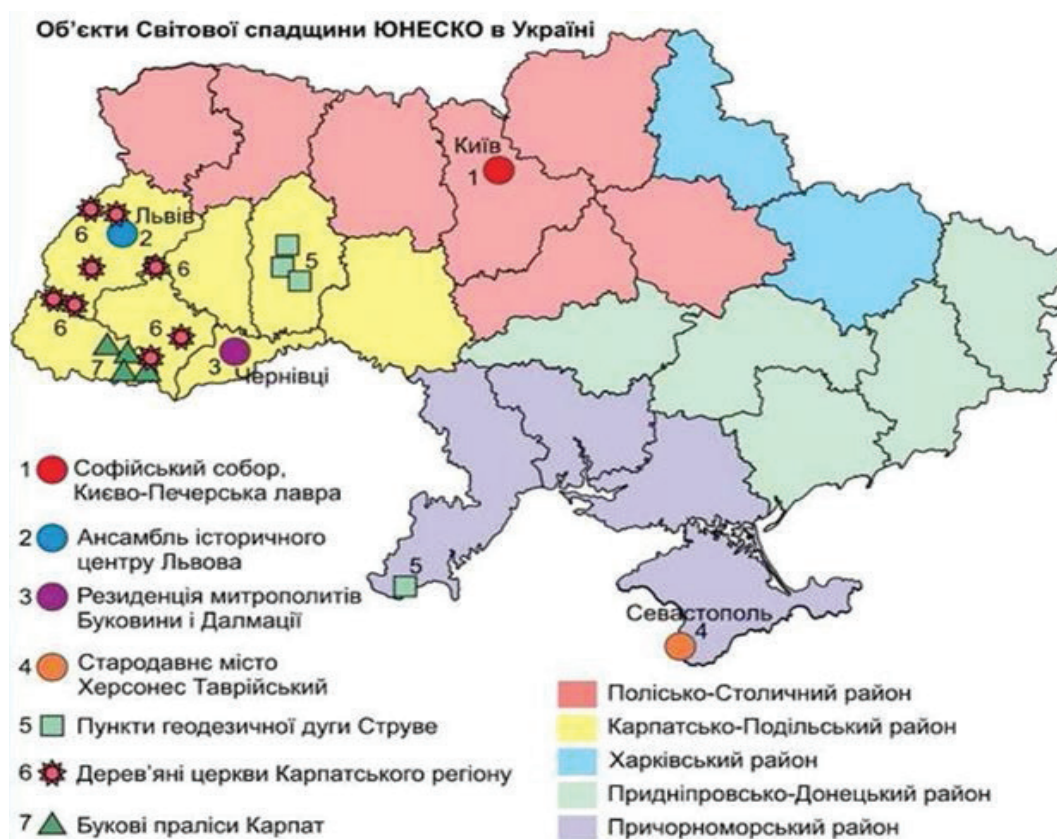 Об’єкти Світової спадщини ЮНЕСКО в Україні
Київ
1
Львів
6
2
6
5
6
6
7
3
Чернівці
5
Севастополь
4
1 Софійський собор,
Києво-Печерська лавра
2 Ансамбль історичного
центру Львова
3 Резиденція митрополитів
Буковини і Далмації
4 Стародавнє місто
Херсонес Таврійський
5 Пункти геодезичної дуги Струве
6 Дерев’яні церкви Карпатського регіону
7 Букові праліси Карпат
Полісько-Столичний район
Карпатсько-Подільський район
Харківський район
Придніпровсько-Донецький район
Причорноморський район